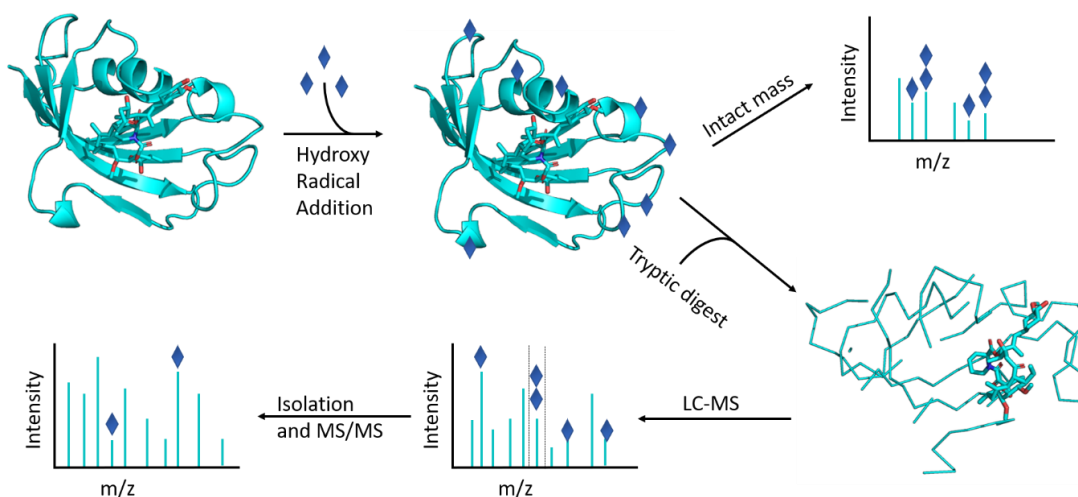 Hydroxy
Radical
Addition
Intact mass
Intensity
m/z
Tryptic digest
LC-MS
Intensity
m/z
Isolation
and MS/MS
Intensity
m/z